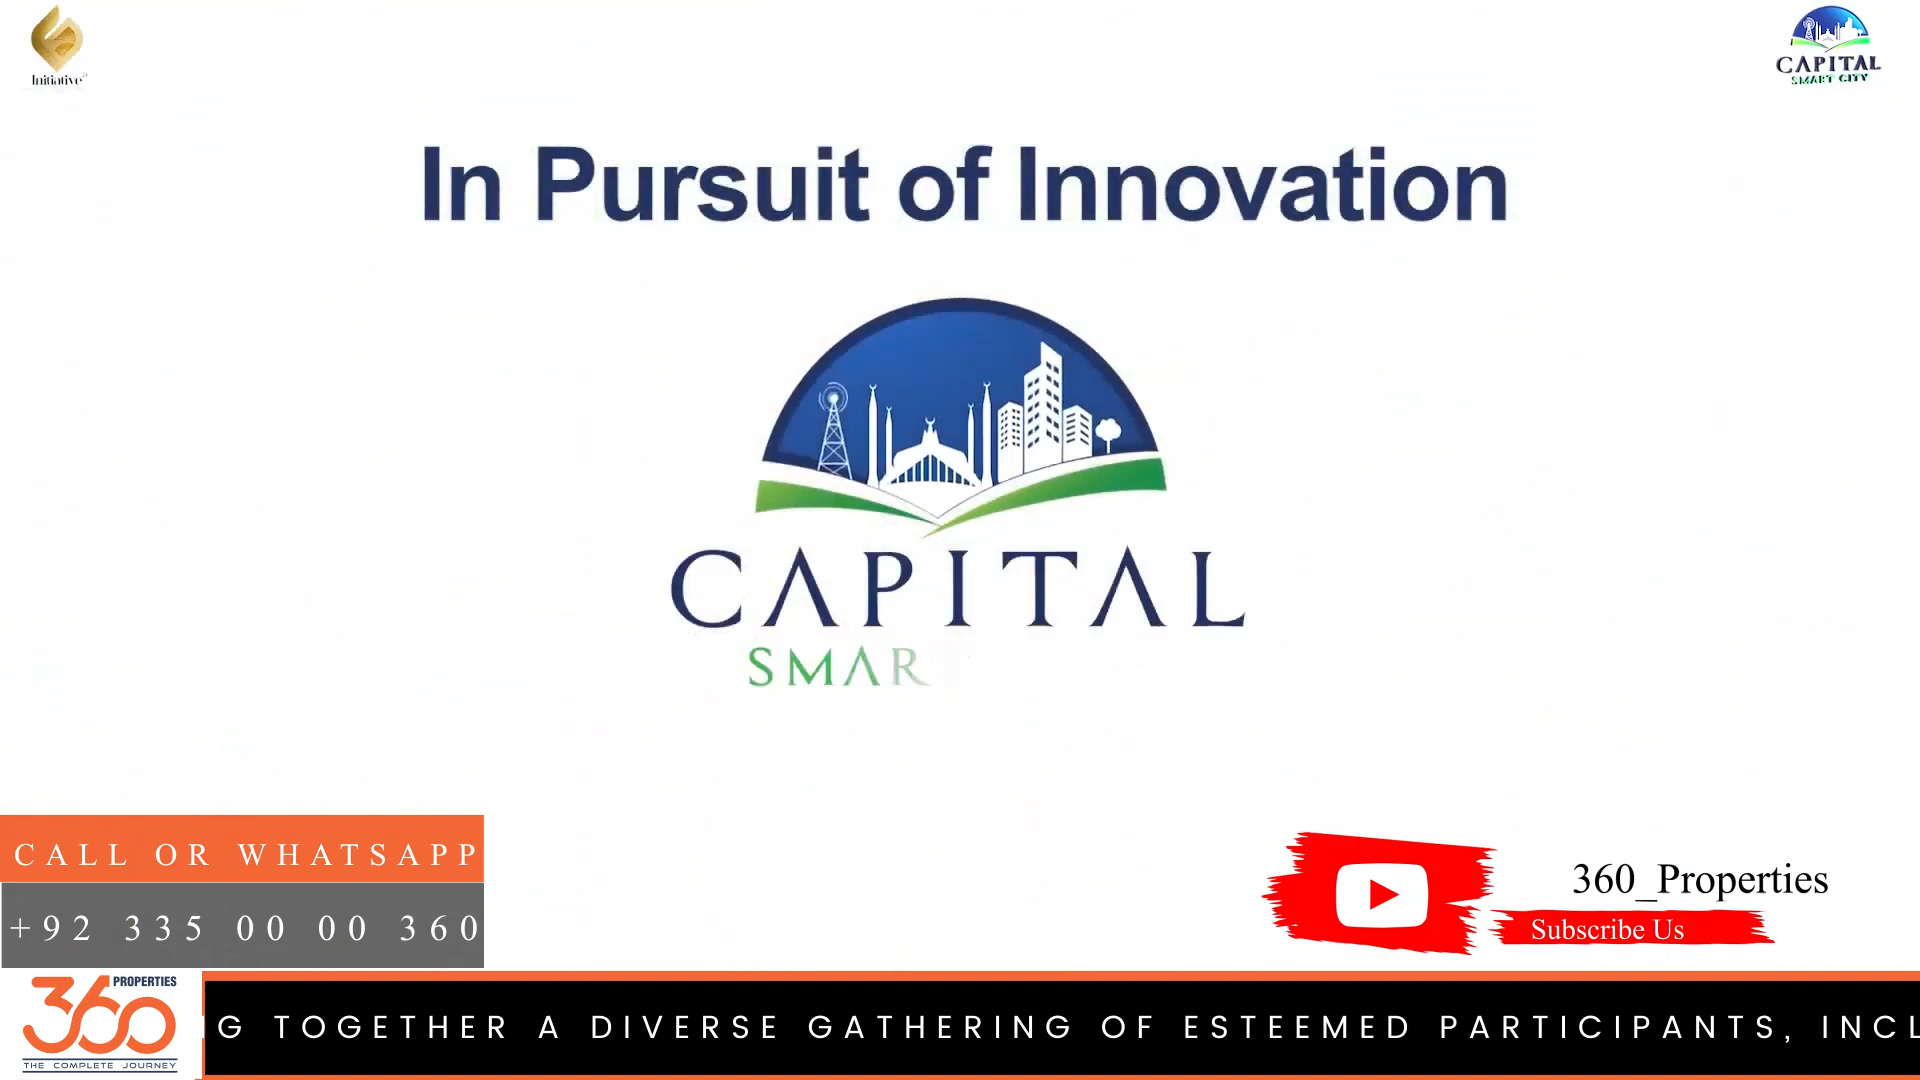 Initiative
CAPITAL
SMART CITY
In Pursuit of Innovation
CAPITAL
SMAR
CALL OR WHATSAPP
+92 335 00 00 360
360_Properties
Subscribe Us
360 PROPERTIES
THE COMPLETE JOURNEY
G TOGETHER A DIVERSE GATHERING OF ESTEEMED PARTICIPANTS, INCL